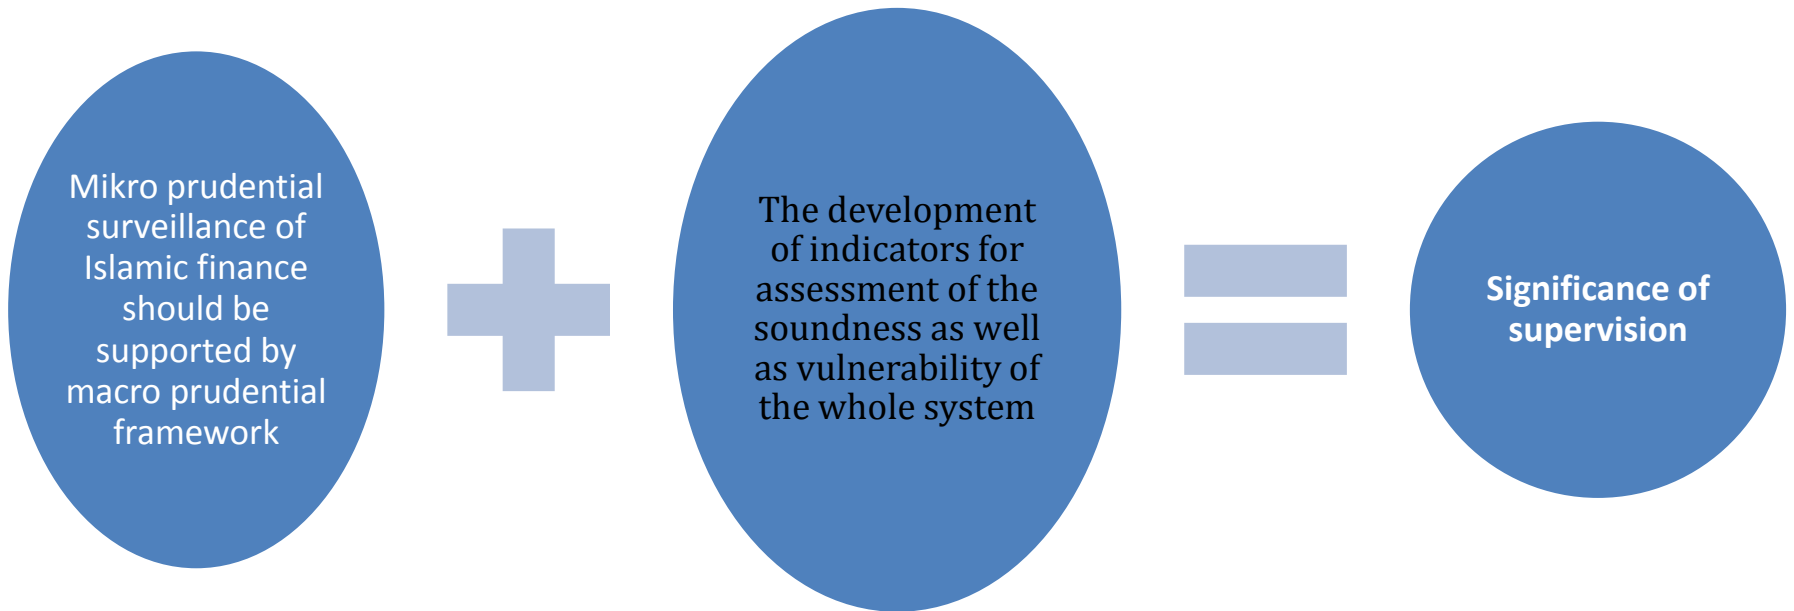 Mikro prudential
surveillance of
Islamic finance
should be
supported by
macro prudential
framework
The development
of indicators for
assessment of the
soundness as well
as vulnerability of
the whole system
Significance of
supervision